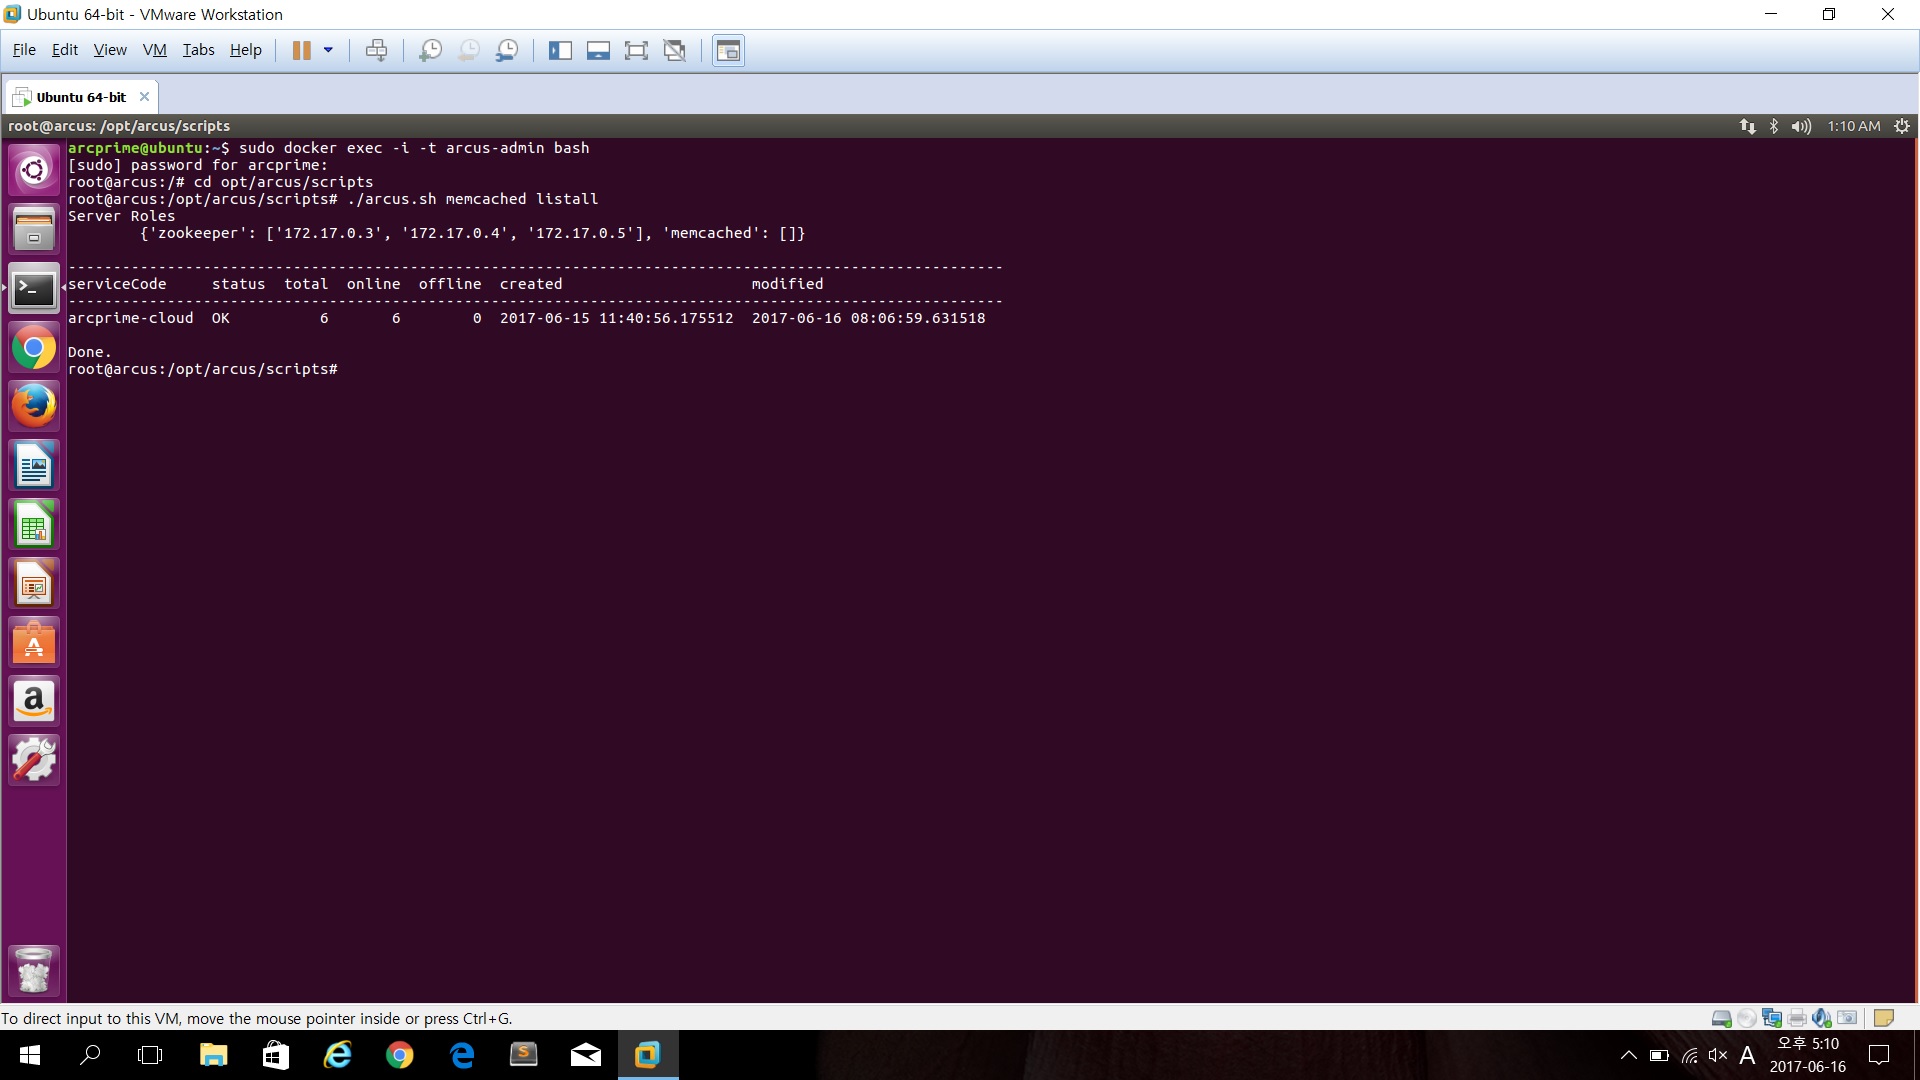 Ubuntu 64-bit - VMware Workstation
File Edit View VM Tabs Help
Ubuntu 64-bit
root@arcus: /opt/arcus/scripts 1:10 AM
arcprime@ubuntu:~$ sudo docker exec -i -t arcus-admin bash
[sudo] password for arcprime:
root@arcus:/# cd opt/arcus/scripts
root@arcus:/opt/arcus/scripts# ./arcus.sh memcached listall
Server Roles
{'zookeeper': ['172.17.0.3', '172.17.0.4', '172.17.0.5'], 'memcached': []}
--------------------------------------------------------------------------------------------------------
serviceCode status total online offline created modified
--------------------------------------------------------------------------------------------------------
arcprime-cloud OK 6 6 0 2017-06-15 11:40:56.175512 2017-06-16 08:06:59.631518
Done.
root@arcus:/opt/arcus/scripts#
To direct input to this VM, move the mouse pointer inside or press Ctrl+G.
A 오후 5:10
2017-06-16